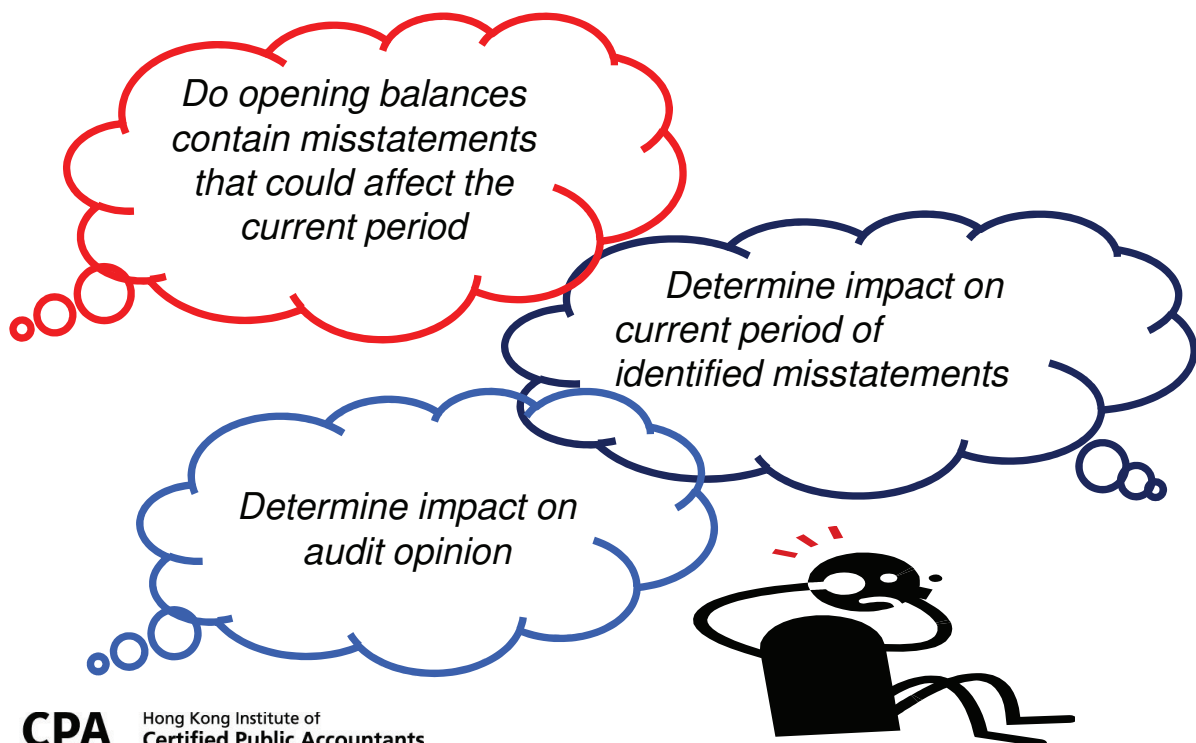 Do opening balances
contain misstatements
that could affect the
current period
Determine impact on
current period of
identified misstatements
Determine impact on
audit opinion
CPA
Hong Kong Institute of
Certified Public Accountants